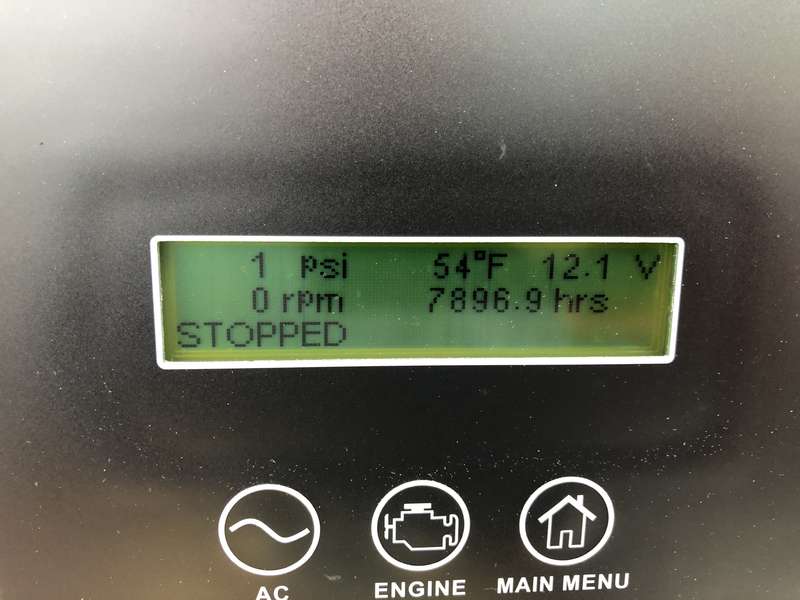 1 psi 54°F 12.1 V
0 rpm 7896.9 hrs
STOPPED
AC ENGINE MAIN MENU